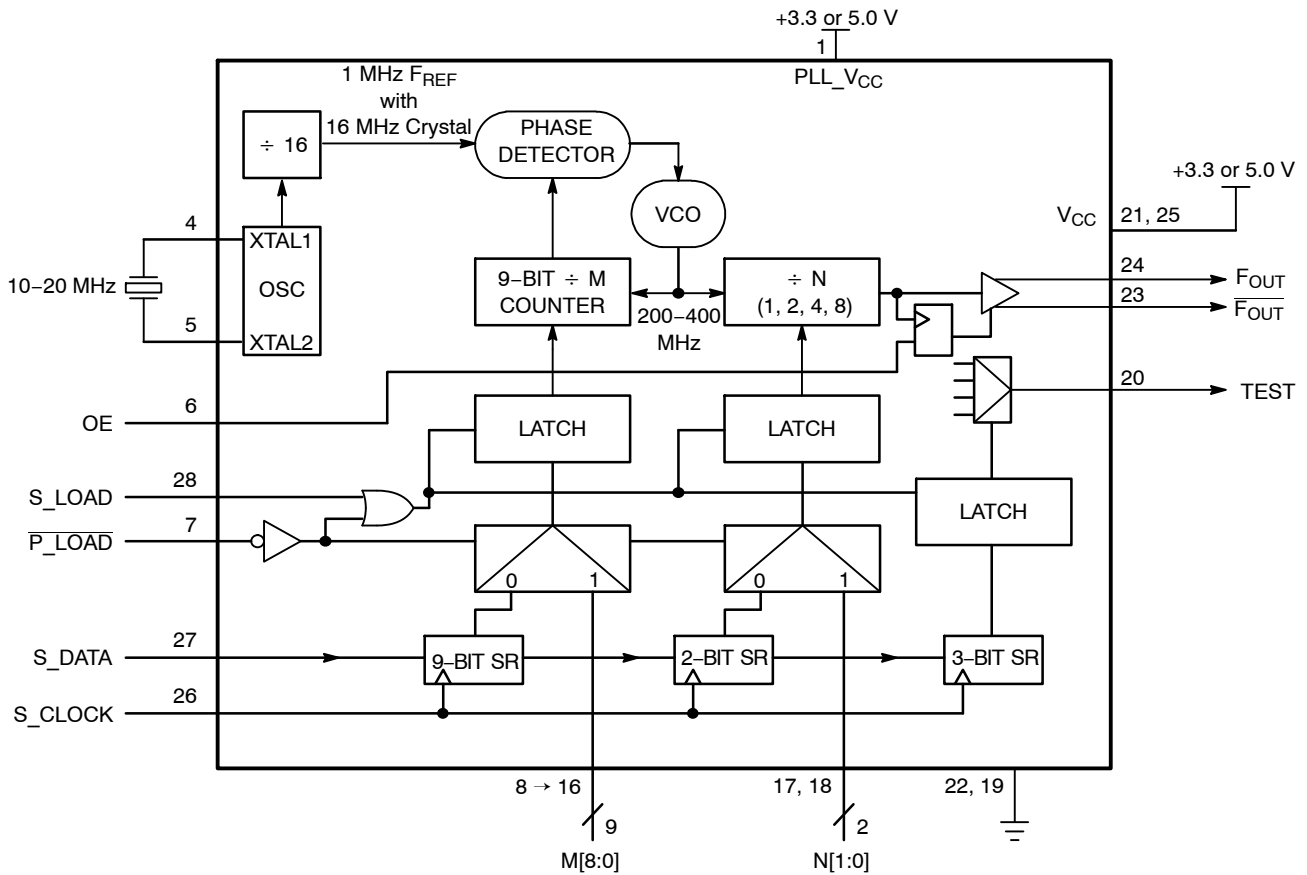 +3.3 or 5.0 V
1
PLL_VCC
1 MHz FREF
with
16 MHz Crystal
÷ 16
PHASE
DETECTOR
VCO
+3.3 or 5.0 V
VCC
21, 25
4
XTAL1
10–20 MHz
OSC
5
XTAL2
9–BIT ÷ M
COUNTER
200–400
MHz
÷ N
(1, 2, 4, 8)
24
FOUT
23
FOUT
20
TEST
OE
6
LATCH
LATCH
S_LOAD
28
P_LOAD
7
LATCH
0
1
0
1
S_DATA
27
9–BIT SR
2–BIT SR
3–BIT SR
S_CLOCK
26
8 → 16
17, 18
22, 19
9
2
M[8:0]
N[1:0]